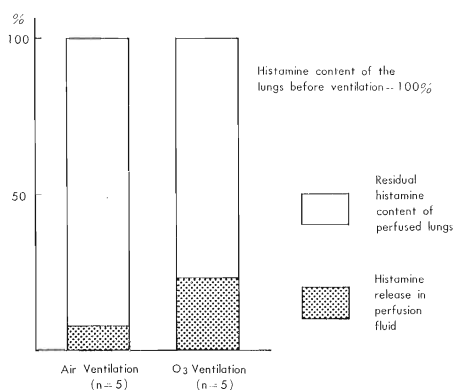 %
100
50
Histamine content of the
lungs before ventilation -- 100%
Residual
histamine
content of
perfused lungs
Histamine
release in
perfusion
fluid
Air Ventilation
(n=5)
O3 Ventilation
(n=5)